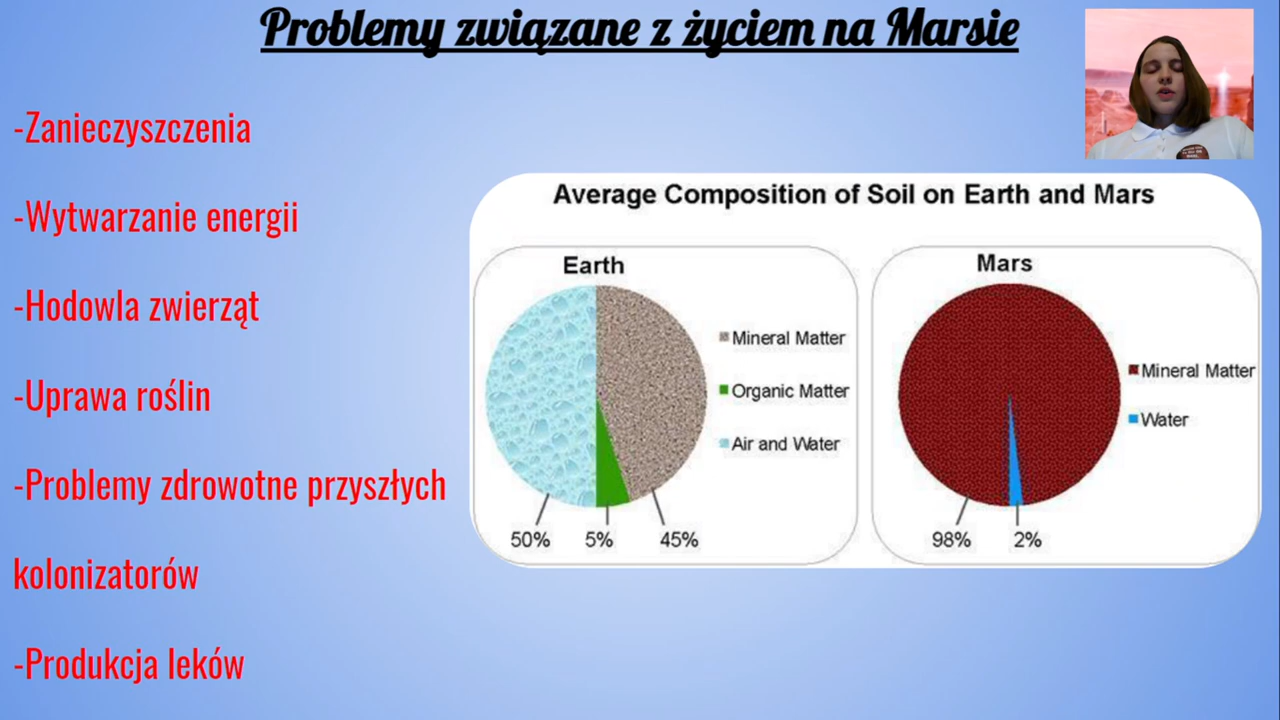 Problemy związane z życiem na Marsie
-Zanieczyszczenia
-Wytwarzanie energii
-Hodowla zwierząt
-Uprawa roślin
-Problemy zdrowotne przyszłych
kolonizatorów
-Produkcja leków
Average Composition of Soil on Earth and Mars
Earth
Mineral Matter
Organic Matter
Air and Water
50% 5% 45%
Mars
Mineral Matter
Water
98% 2%